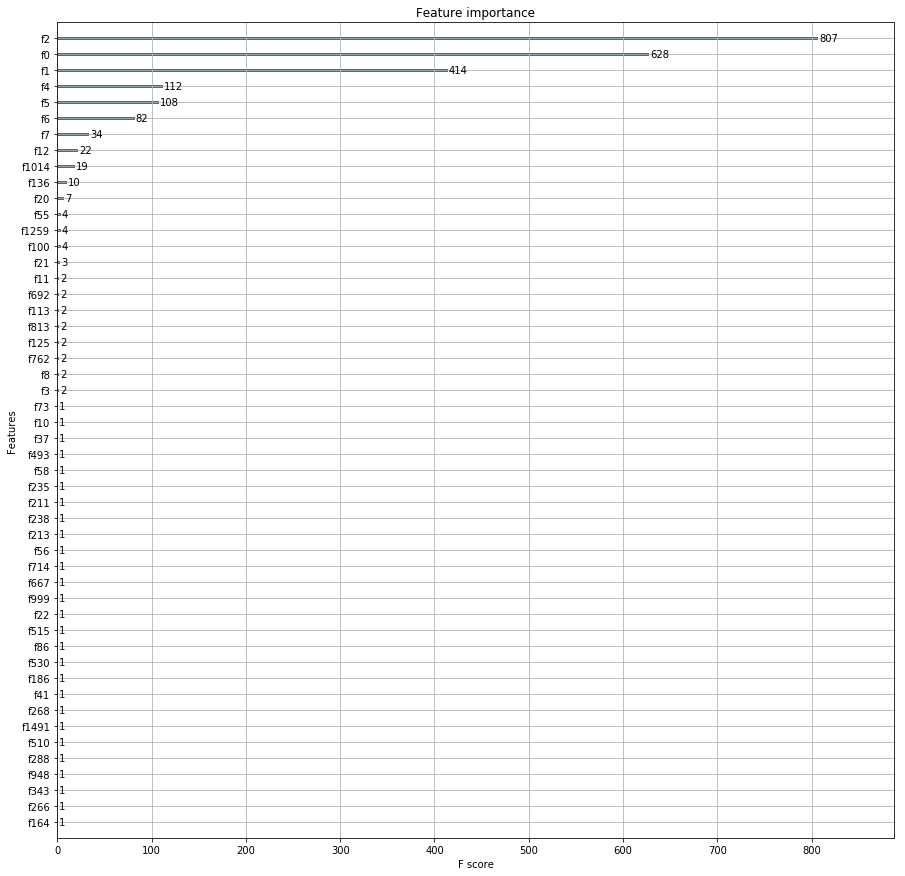 Feature importance
f2 807
f0 628
f1 414
f4 112
f5 108
f6 82
f7 34
f12 22
f1014 19
f136 10
f20 7
f55 4
f1259 4
f100 4
f21 3
f11 2
f692 2
f113 2
f813 2
f125 2
f762 2
f8 2
f3 2
f73 1
f10 1
f37 1
f493 1
f58 1
f235 1
f211 1
f238 1
f213 1
f56 1
f714 1
f667 1
f999 1
f22 1
f515 1
f86 1
f530 1
f186 1
f41 1
f268 1
f1491 1
f510 1
f288 1
f948 1
f343 1
f266 1
f164 1
Features
0 100 200 300 400 500 600 700 800
F score